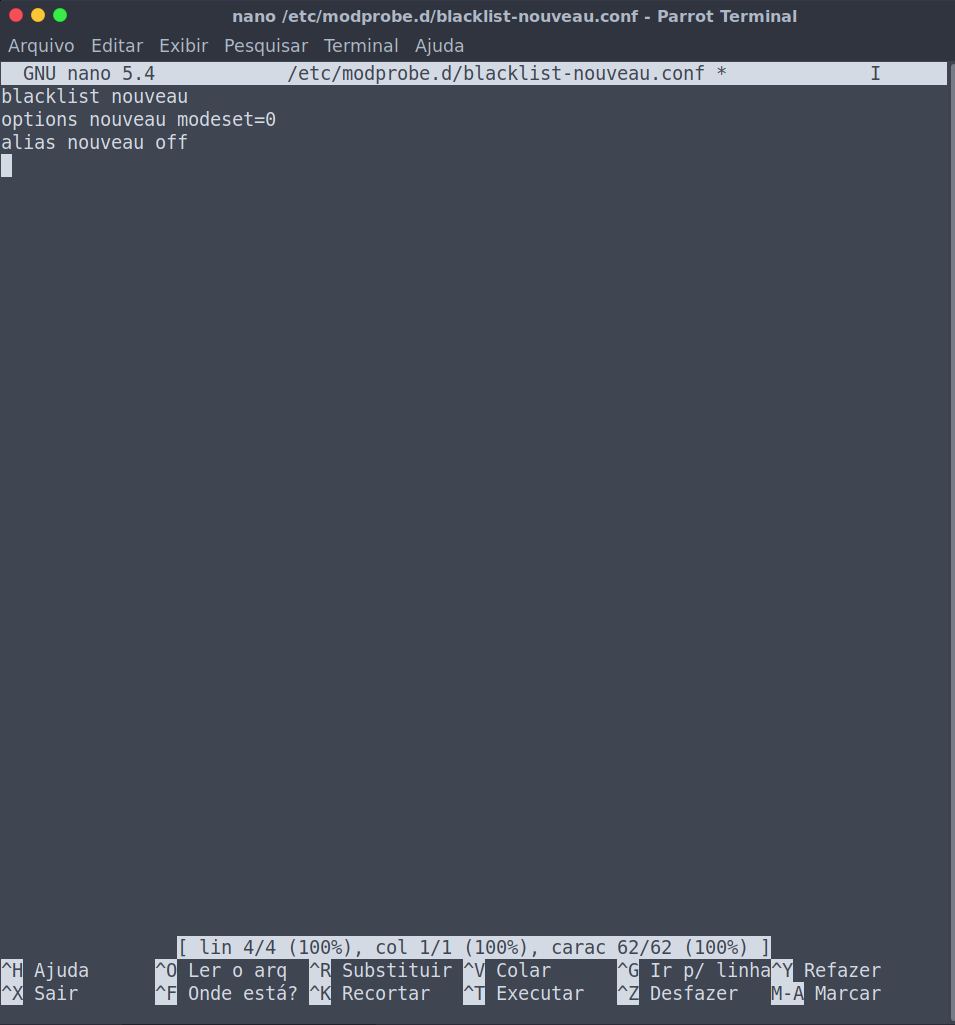 nano /etc/modprobe.d/blacklist-nouveau.conf - Parrot Terminal
Arquivo Editar Exibir Pesquisar Terminal Ajuda
GNU nano 5.4 /etc/modprobe.d/blacklist-nouveau.conf * I
blacklist nouveau
options nouveau modeset=0
alias nouveau off
[ lin 4/4 (100%), col 1/1 (100%), carac 62/62 (100%) ]
^H Ajuda ^O Ler o arq ^R Substituir ^V Colar ^G Ir p/ linha ^Y Refazer
^X Sair ^F Onde está? ^K Recortar ^T Executar ^Z Desfazer M-A Marcar